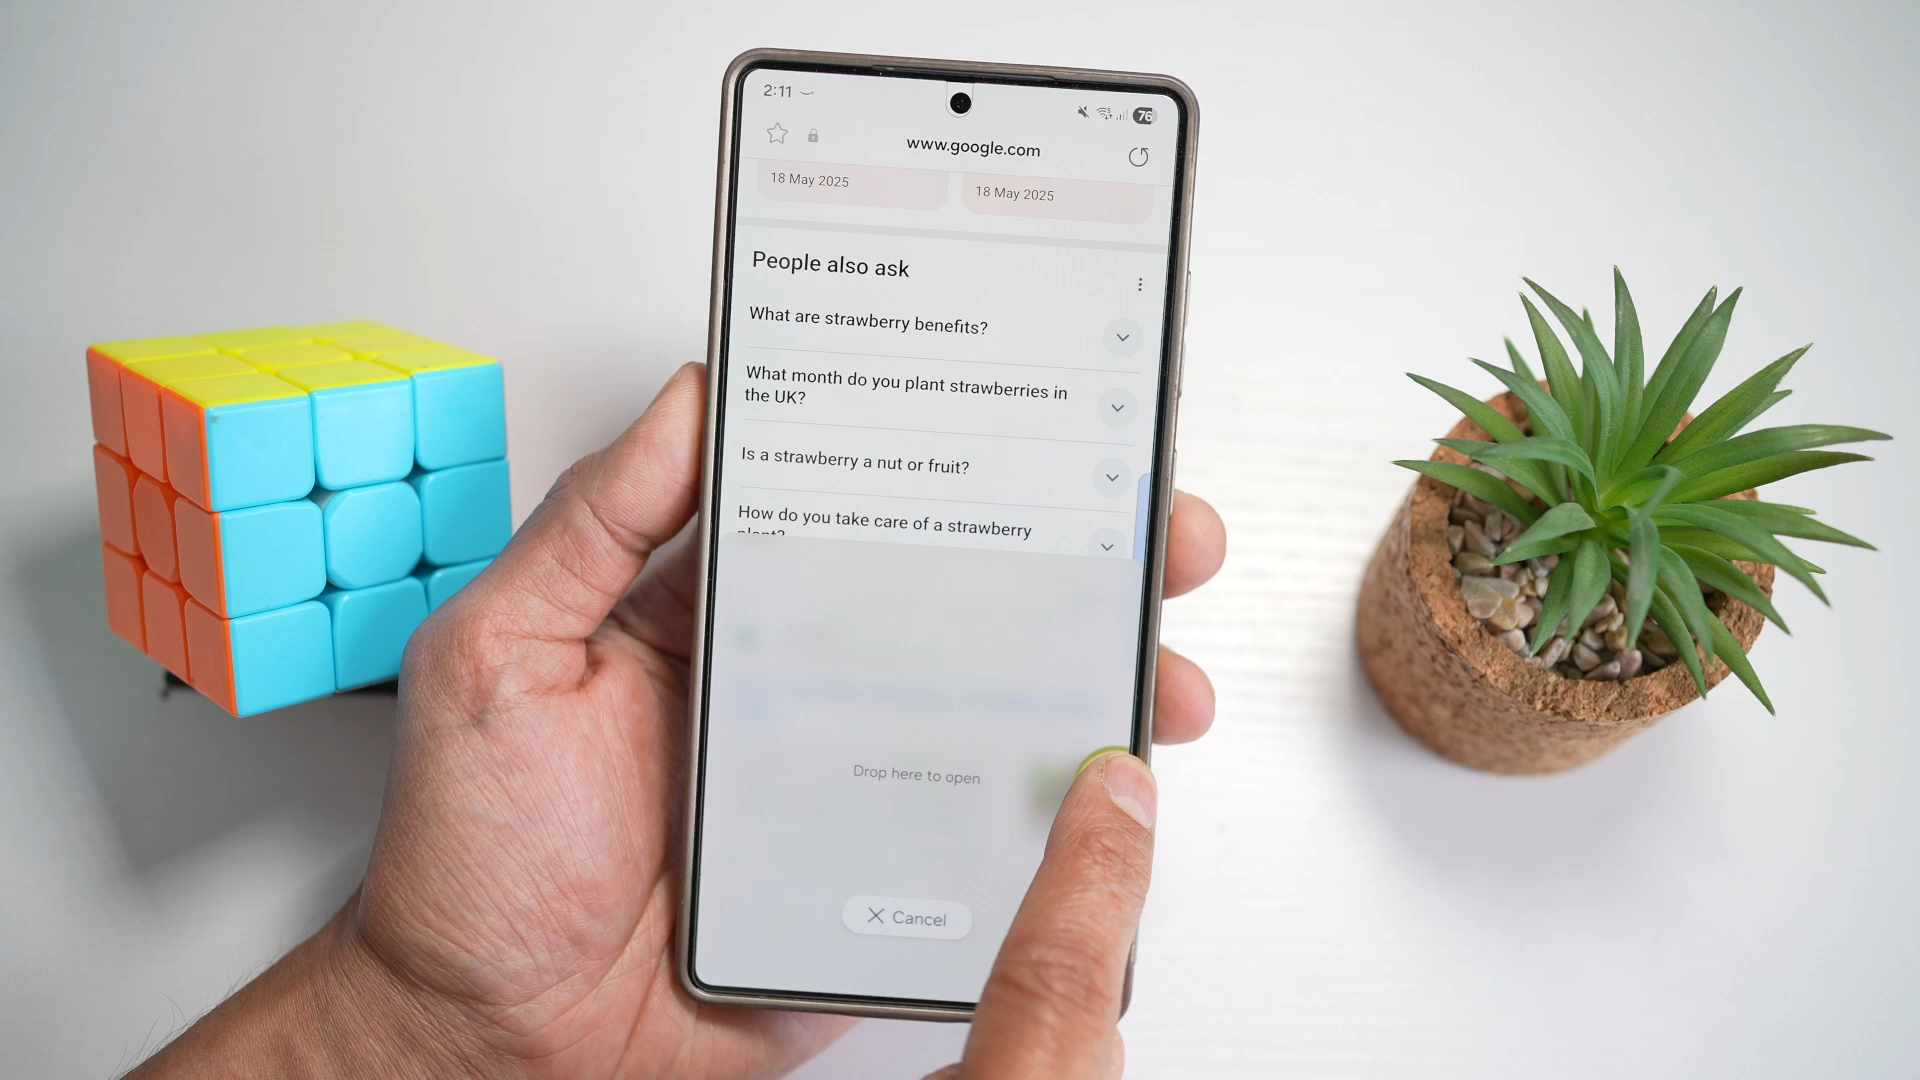 2:11
76
www.google.com
18 May 2025
18 May 2025
People also ask
What are strawberry benefits?
What month do you plant strawberries in
the UK?
Is a strawberry a nut or fruit?
How do you take care of a strawberry
plant?
Drop here to open
Cancel